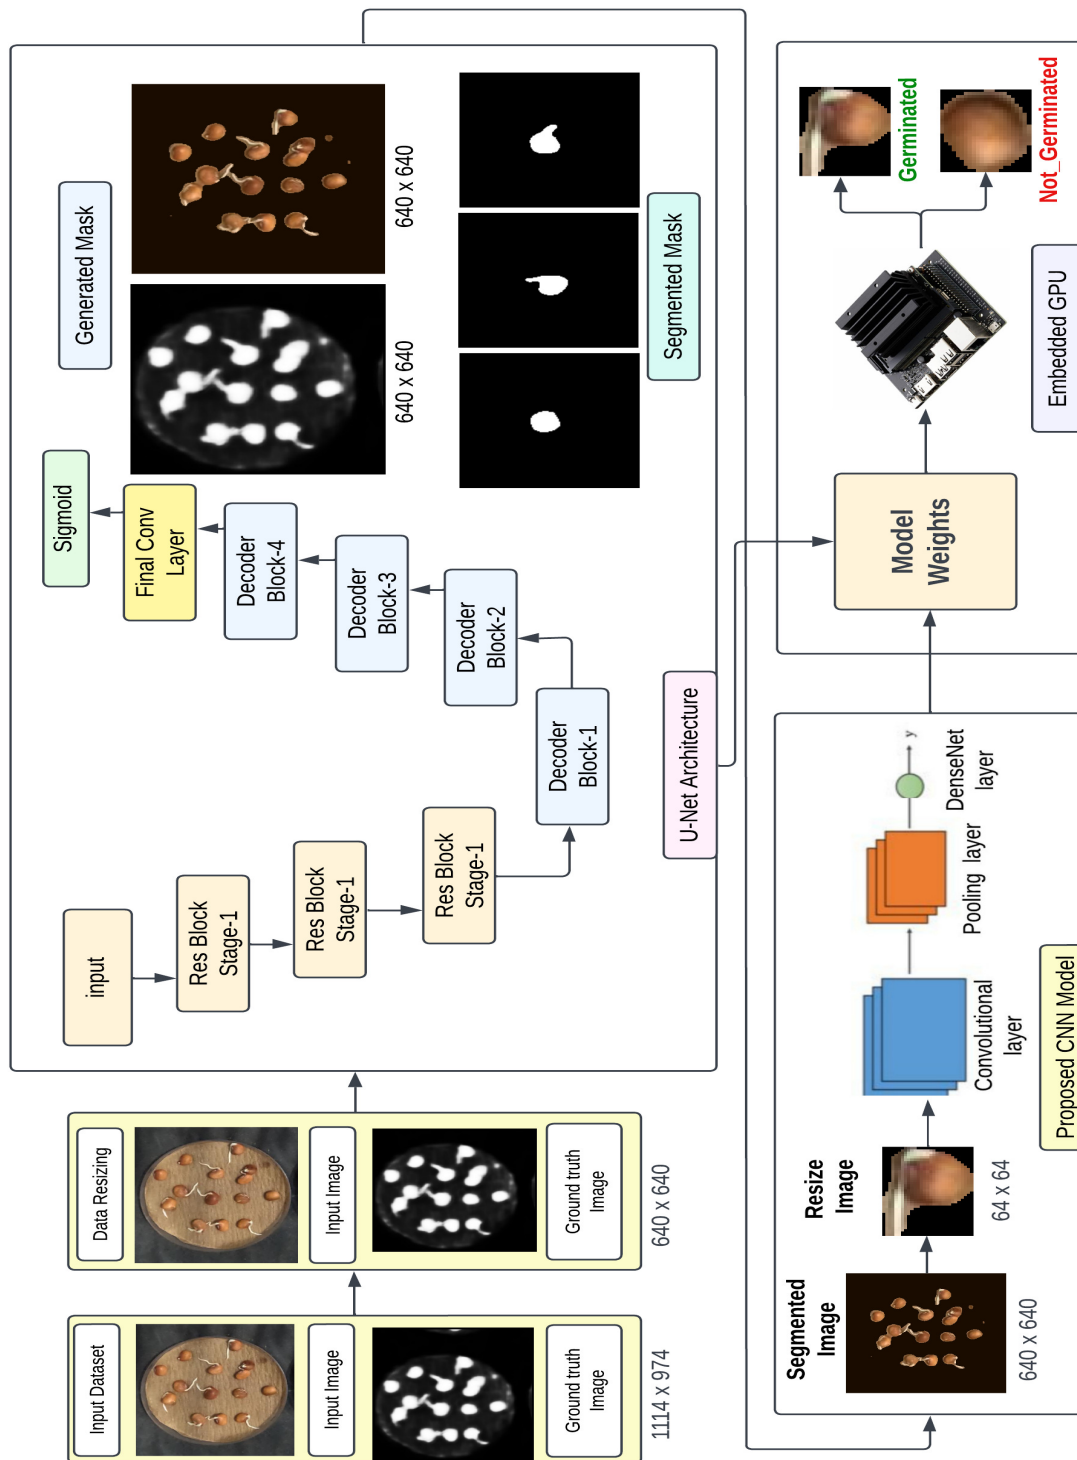 Input Dataset
Input Image
Ground truth
Image
1114 x 974
Data Resizing
Input Image
Ground truth
Image
640 x 640
input
Res Block
Stage-1
Res Block
Stage-1
Res Block
Stage-1
Decoder
Block-1
Decoder
Block-2
Decoder
Block-3
Decoder
Block-4
Final Conv
Layer
Sigmoid
Generated Mask
640 x 640
640 x 640
Segmented Mask
U-Net Architecture
Segmented
Image
640 x 640
Resize
Image
64 x 64
Convolutional
layer
Pooling layer
DenseNet
layer
y
Proposed CNN Model
Model
Weights
Embedded GPU
Germinated
Not_Germinated